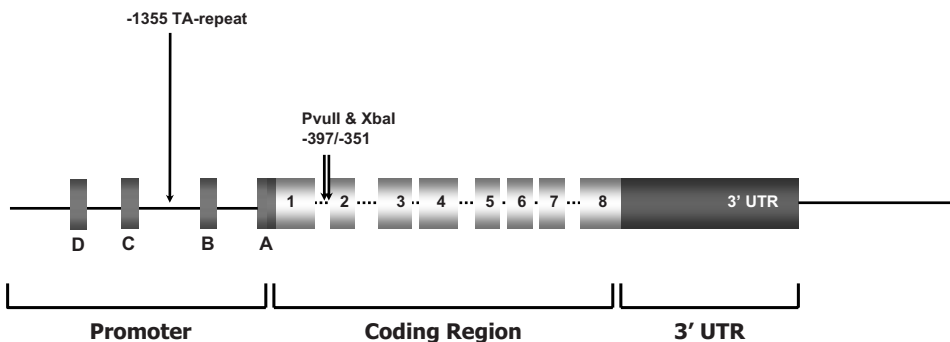 -1355 TA-repeat
PvuII & XbaI
-397/-351
1 2 3 4 5 6 7 8 3’ UTR
D C B A
Promoter Coding Region 3’ UTR